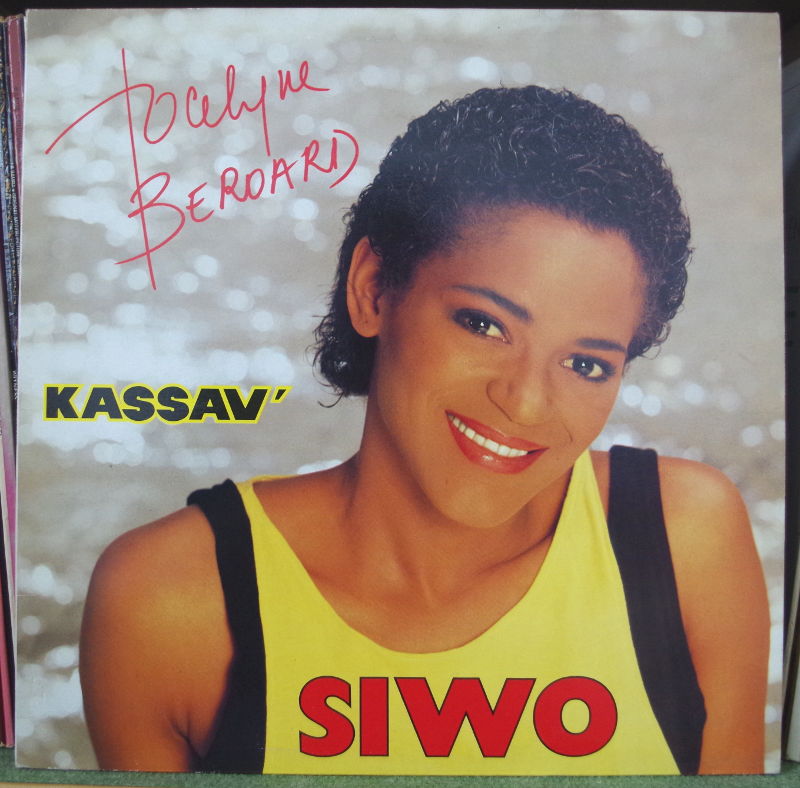 Jocelyne
BEROARD
KASSAV'
SIWO